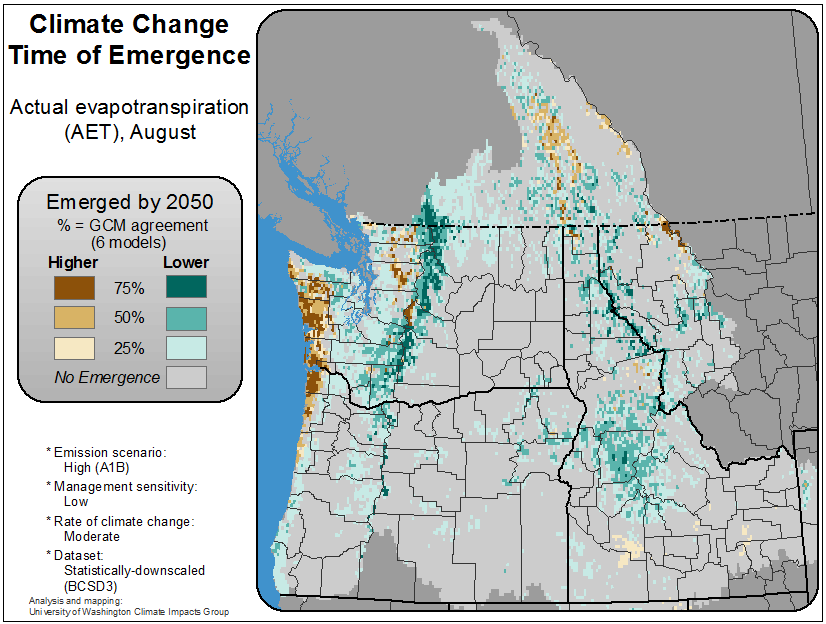 Climate Change
Time of Emergence
Actual evapotranspiration
(AET), August
Emerged by 2050
% = GCM agreement
(6 models)
Higher Lower
75%
50%
25%
No Emergence
* Emission scenario:
High (A1B)
* Management sensitivity:
Low
* Rate of climate change:
Moderate
* Dataset:
Statistically-downscaled
(BCSD3)
Analysis and mapping:
University of Washington Climate Impacts Group